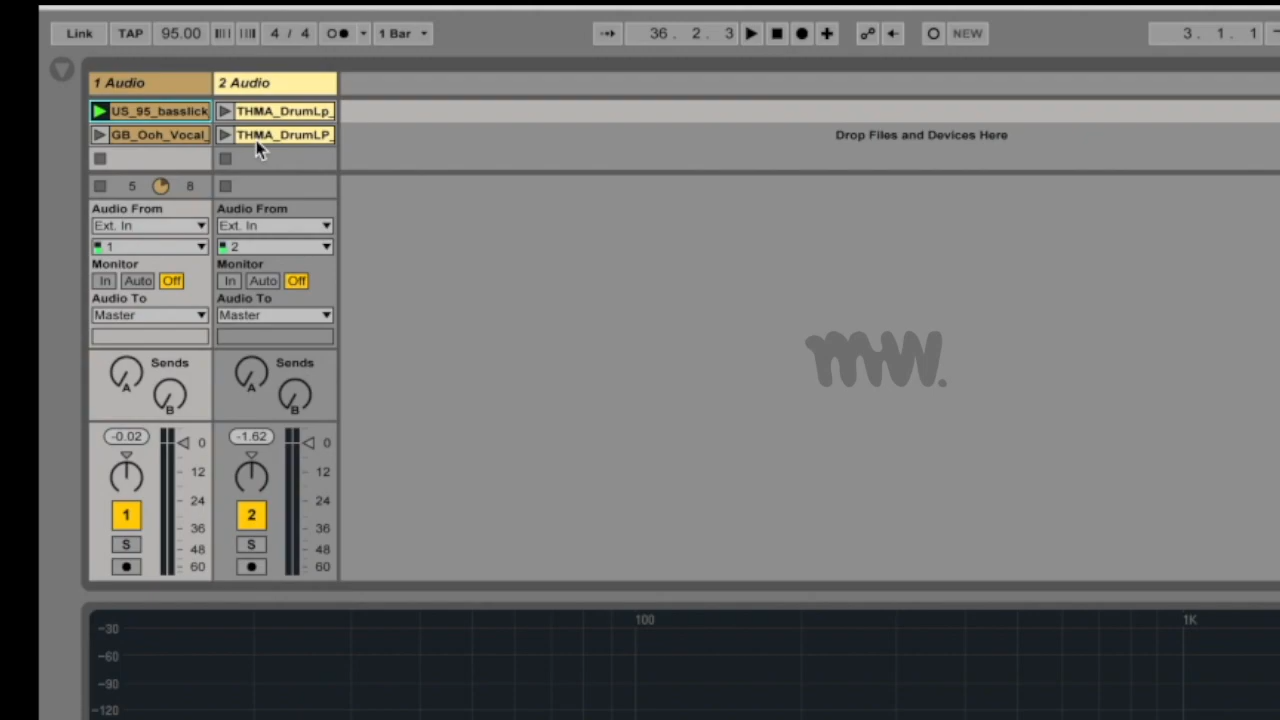 Link TAP 95.00 4 / 4 1 Bar 36. 2. 3 NEW 3. 1. 1
1 Audio 2 Audio
US_95_basslick THMA_DrumLp_
GB_Ooh_Vocal_ THMA_DrumLP_ Drop Files and Devices Here
5 8
Audio From Audio From
Ext. In Ext. In
1 2
Monitor Monitor
In Auto Off In Auto Off
Audio To Audio To
Master Master
Sends Sends
A A
B B
-0.02 0 -1.62 0
12 12
24 24
1 2
36 36
S 48 S 48
60 60
mw.
100 1K
-30
-60
-90
-120